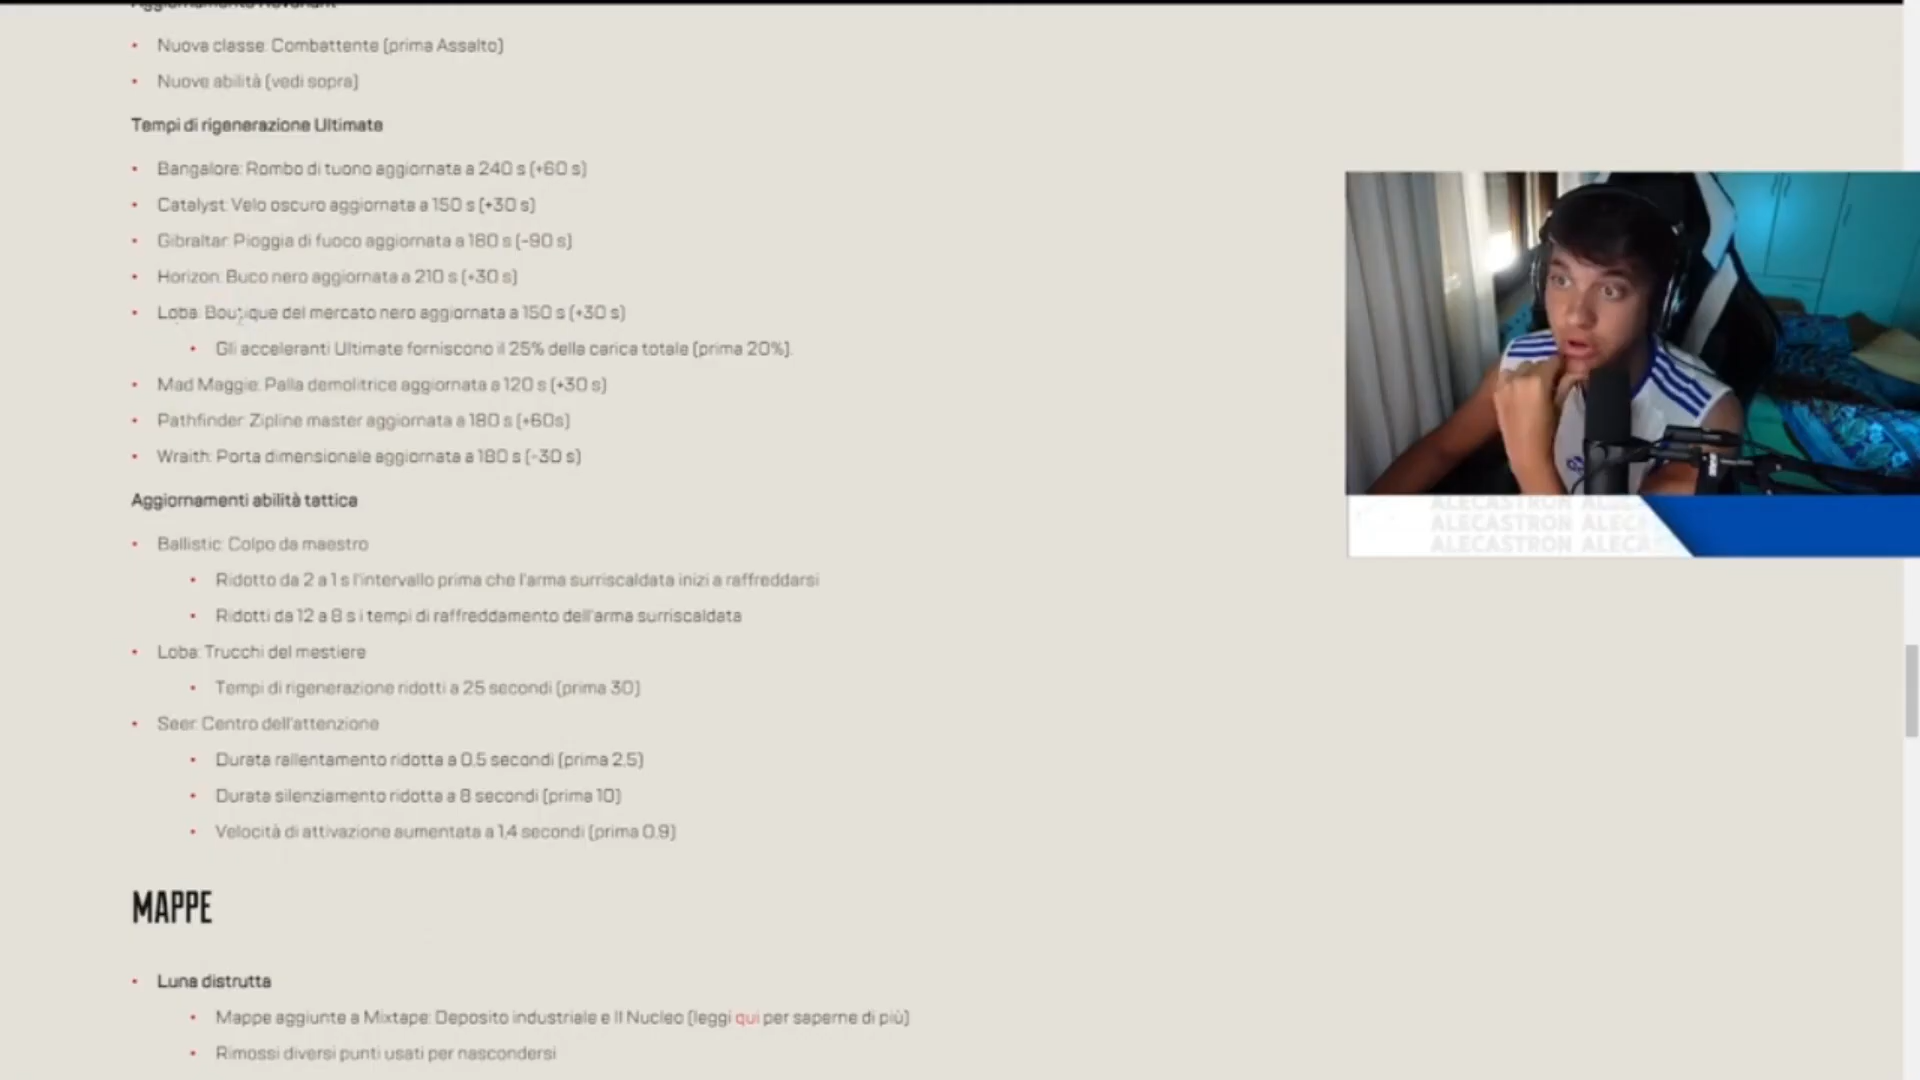 Aggiornamento Revenant
• Nuova classe: Combattente (prima Assalto)
• Nuove abilità (vedi sopra)
Tempi di rigenerazione Ultimate
• Bangalore: Rombo di tuono aggiornata a 240 s (+60 s)
• Catalyst: Velo oscuro aggiornata a 150 s (+30 s)
• Gibraltar: Pioggia di fuoco aggiornata a 180 s (-90 s)
• Horizon: Buco nero aggiornata a 210 s (+30 s)
• Loba: Boutique del mercato nero aggiornata a 150 s (+30 s)
• Gli acceleranti Ultimate forniscono il 25% della carica totale (prima 20%).
• Mad Maggie: Palla demolitrice aggiornata a 120 s (+30 s)
• Pathfinder: Zipline master aggiornata a 180 s (+60s)
• Wraith: Porta dimensionale aggiornata a 180 s (-30 s)
Aggiornamenti abilità tattica
• Ballistic: Colpo da maestro
• Ridotto da 2 a 1 s l'intervallo prima che l'arma surriscaldata inizi a raffreddarsi
• Ridotti da 12 a 8 s i tempi di raffreddamento dell'arma surriscaldata
• Loba: Trucchi del mestiere
• Tempi di rigenerazione ridotti a 25 secondi (prima 30)
• Seer: Centro dell'attenzione
• Durata rallentamento ridotta a 0.5 secondi (prima 2.5)
• Durata silenziamento ridotta a 8 secondi (prima 10)
• Velocità di attivazione aumentata a 1.4 secondi (prima 0.9)
MAPPE
• Luna distrutta
• Mappe aggiunte a Mixtape: Deposito industriale e Il Nucleo (leggi qui per saperne di più)
• Rimossi diversi punti usati per nascondersi
ALECASTRON ALEC
ALECASTRON ALECA
ALECASTRON ALECA